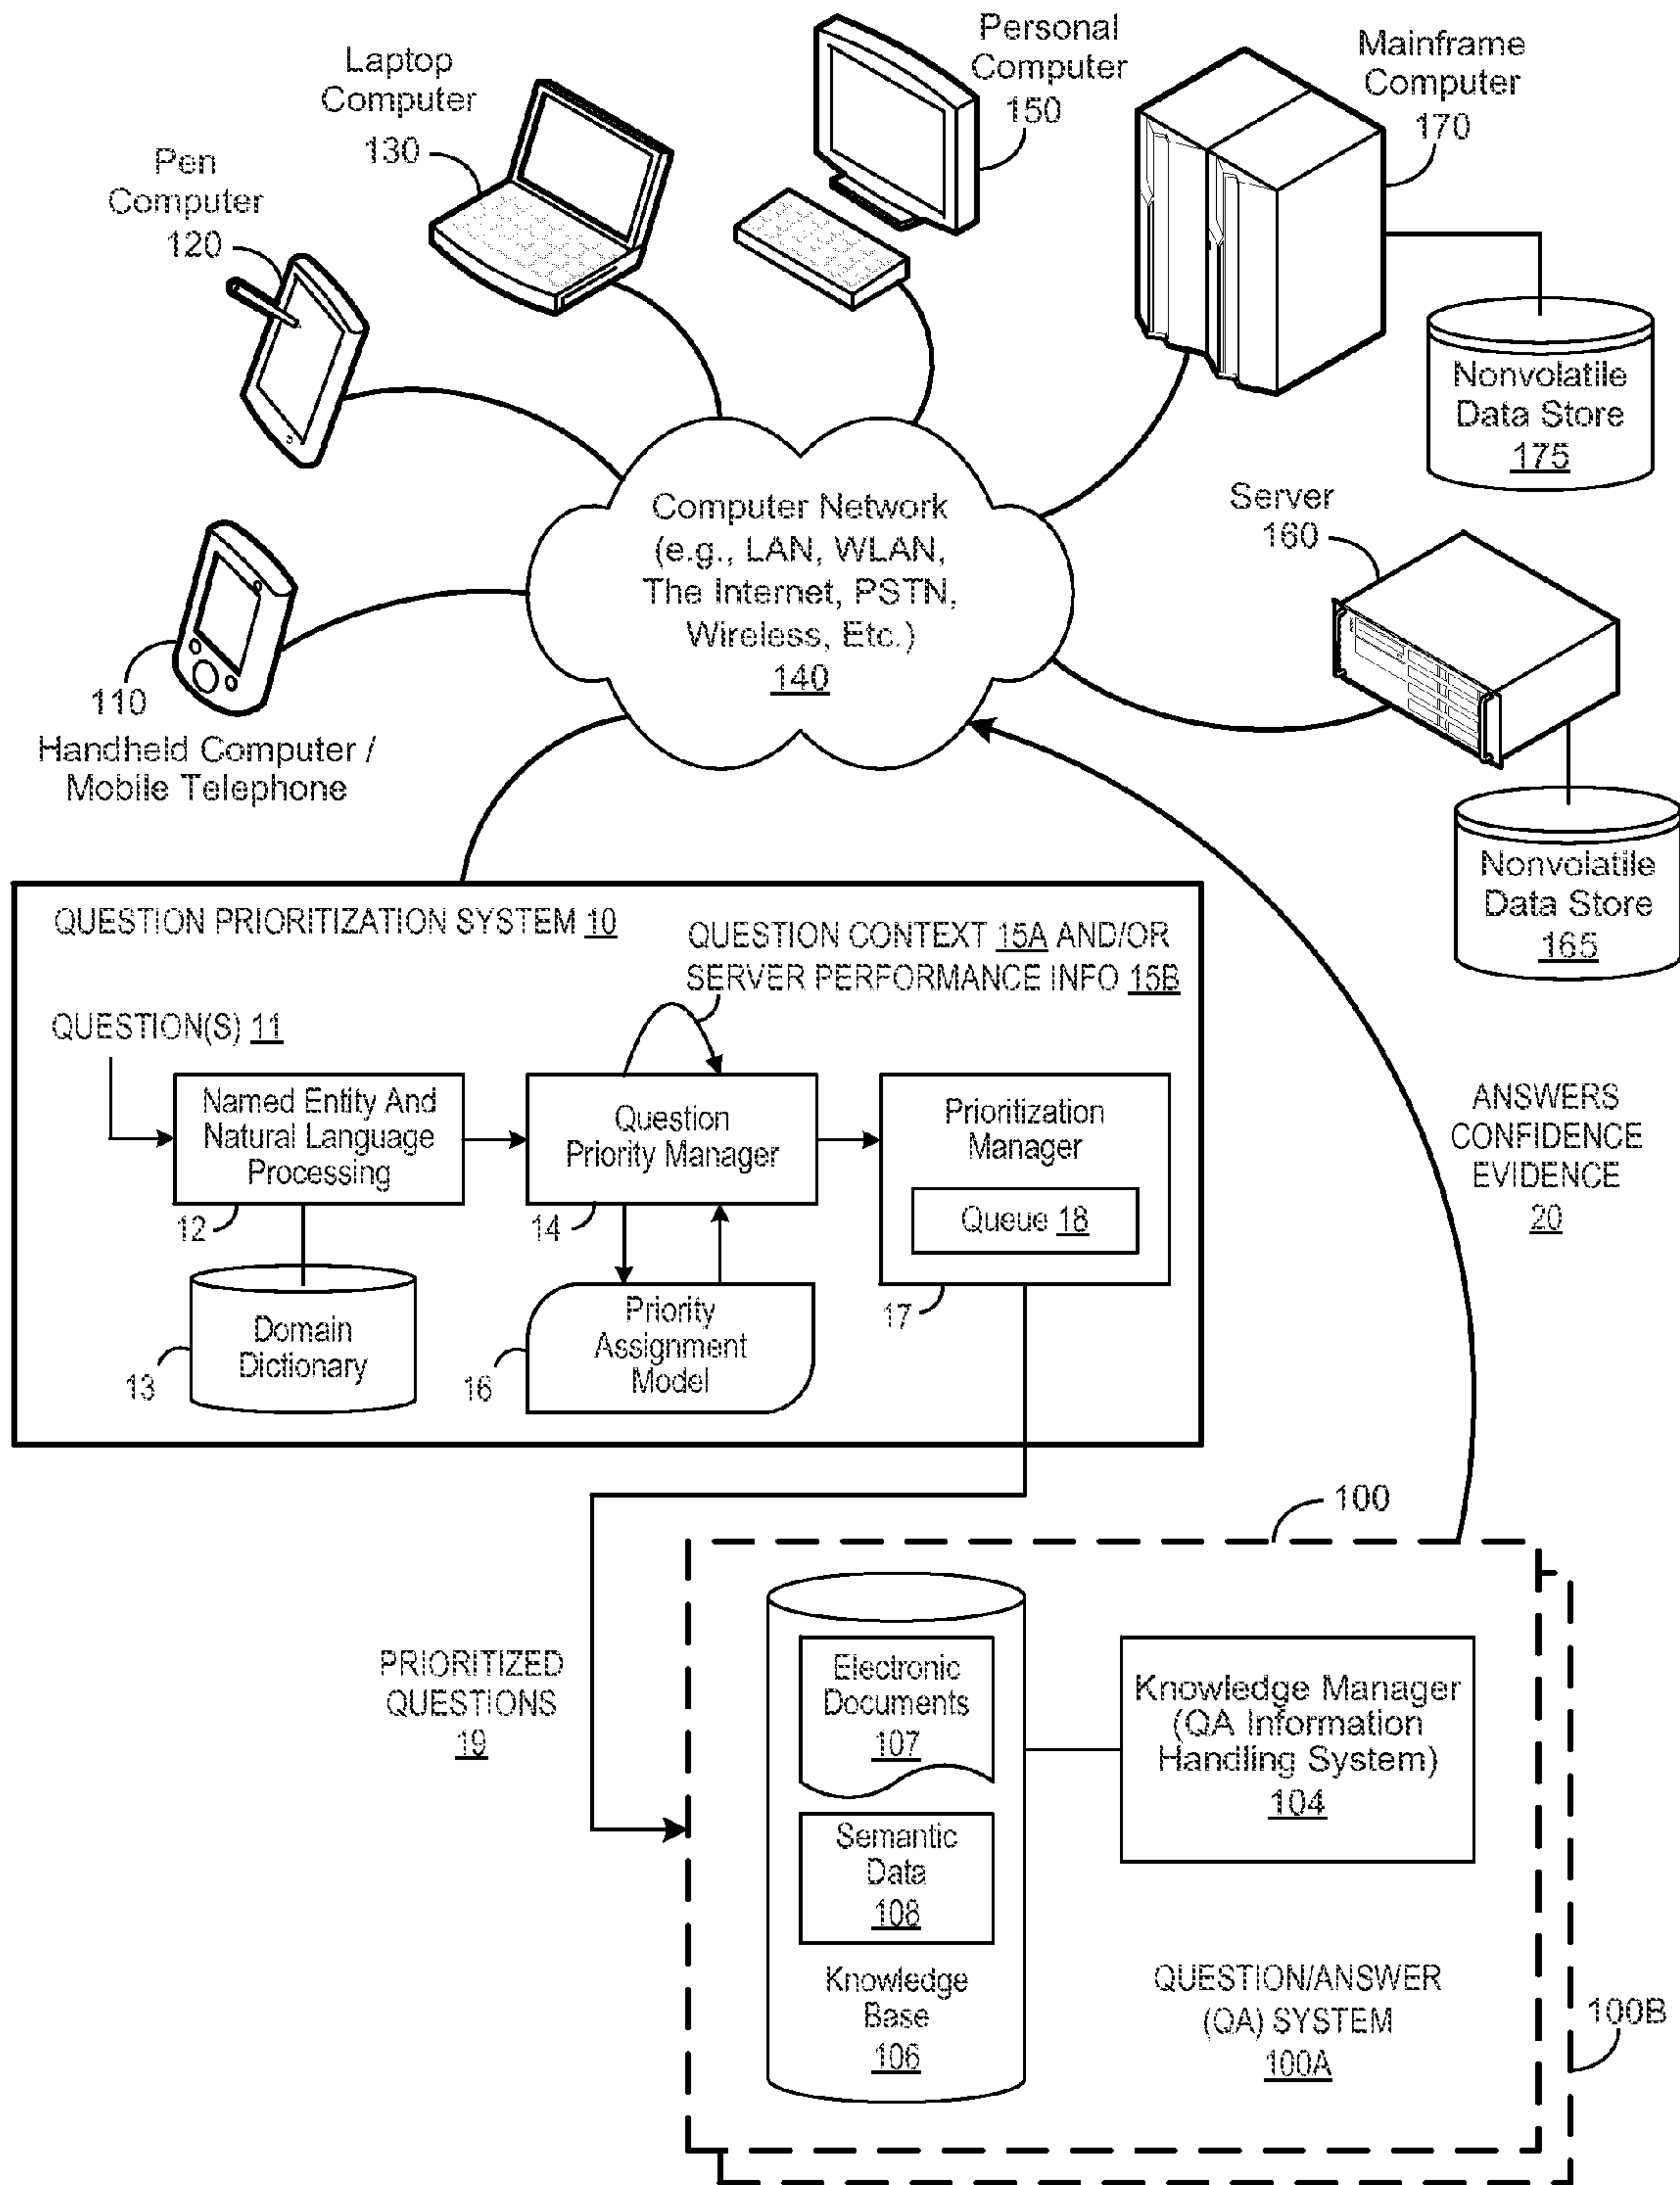 Laptop
Computer
130
Personal
Computer
150
Mainframe
Computer
170
Pen
Computer
120
Nonvolatile
Data Store
175
Computer Network
(e.g., LAN, WLAN,
The Internet, PSTN,
Wireless, Etc.)
140
Server
160
110
Handheld Computer /
Mobile Telephone
Nonvolatile
Data Store
165
QUESTION PRIORITIZATION SYSTEM 10
QUESTION CONTEXT 15A AND/OR
SERVER PERFORMANCE INFO 15B
QUESTION(S) 11
Named Entity And
Natural Language
Processing
12
Question
Priority Manager
14
Prioritization
Manager
Queue 18
17
Domain
Dictionary
13
Priority
Assignment
Model
16
ANSWERS
CONFIDENCE
EVIDENCE
20
PRIORITIZED
QUESTIONS
19
100
Electronic
Documents
107
Semantic
Data
108
Knowledge
Base
106
Knowledge Manager
(QA Information
Handling System)
104
QUESTION/ANSWER
(QA) SYSTEM
100A
100B